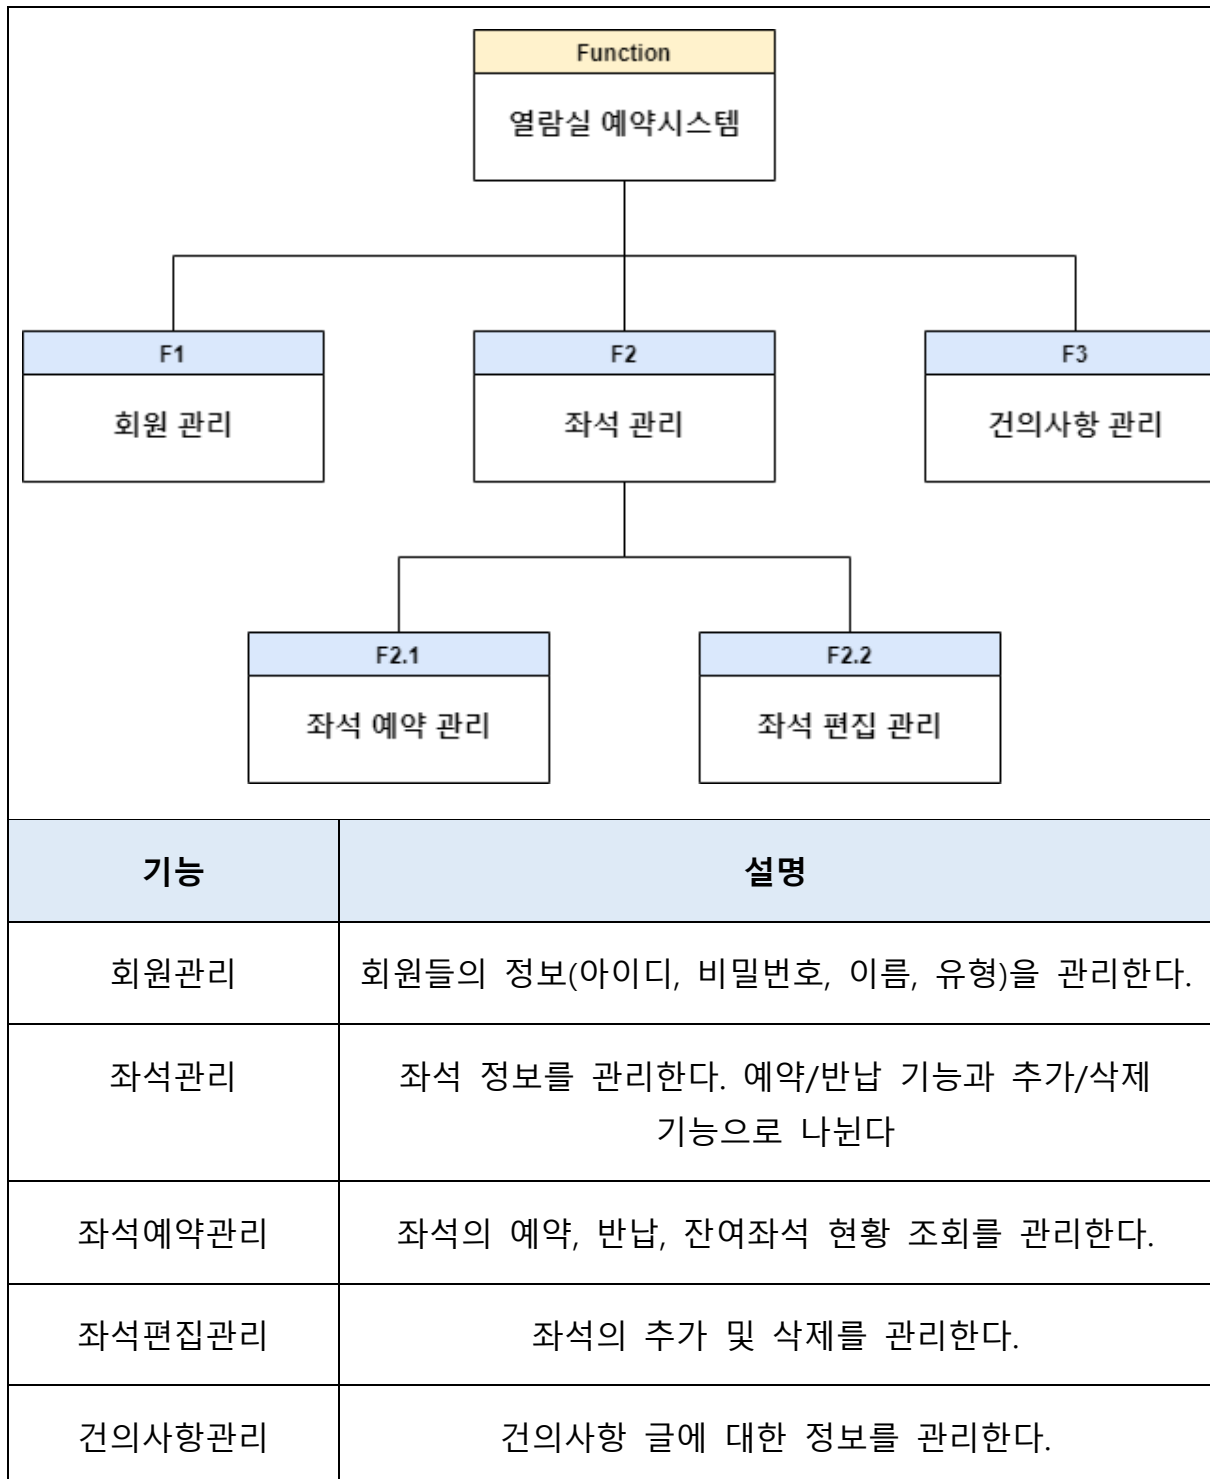 Function
열람실 예약시스템
F1
F2
F3
회원 관리
좌석 관리
건의사항 관리
F2.1
F2.2
좌석 예약 관리
좌석 편집 관리
기능
설명
회원관리
회원들의 정보(아이디, 비밀번호, 이름, 유형)을 관리한다.
좌석관리
좌석 정보를 관리한다. 예약/반납 기능과 추가/삭제
기능으로 나뉜다
좌석예약관리
좌석의 예약, 반납, 잔여좌석 현황 조회를 관리한다.
좌석편집관리
좌석의 추가 및 삭제를 관리한다.
건의사항관리
건의사항 글에 대한 정보를 관리한다.